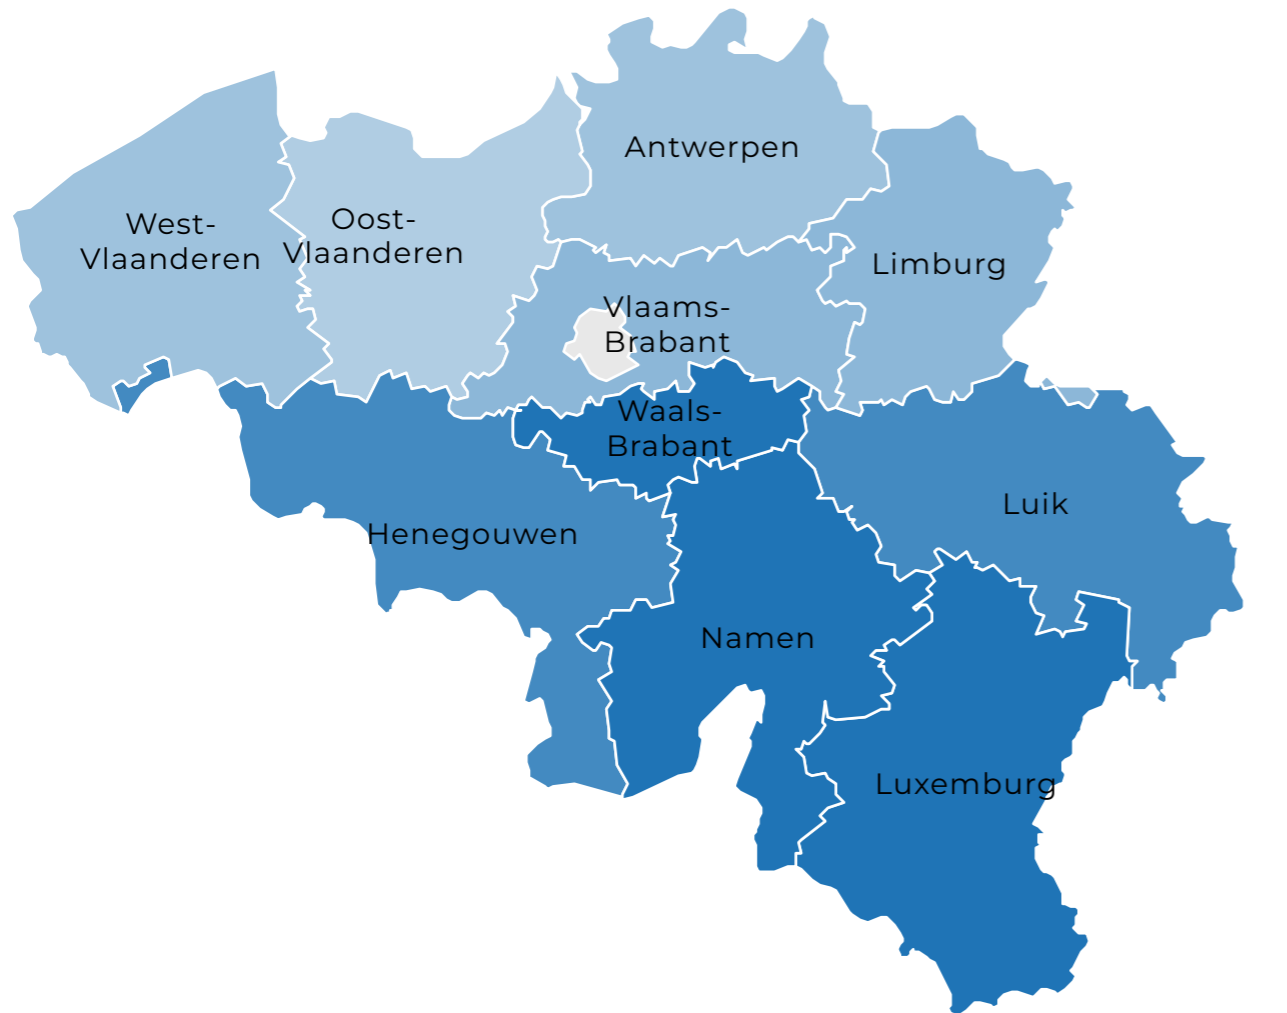 Antwerpen
West-
Vlaanderen
Oost-
Vlaanderen
Limburg
Vlaams-
Brabant
Waals-
Brabant
Luik
Henegouwen
Namen
Luxemburg